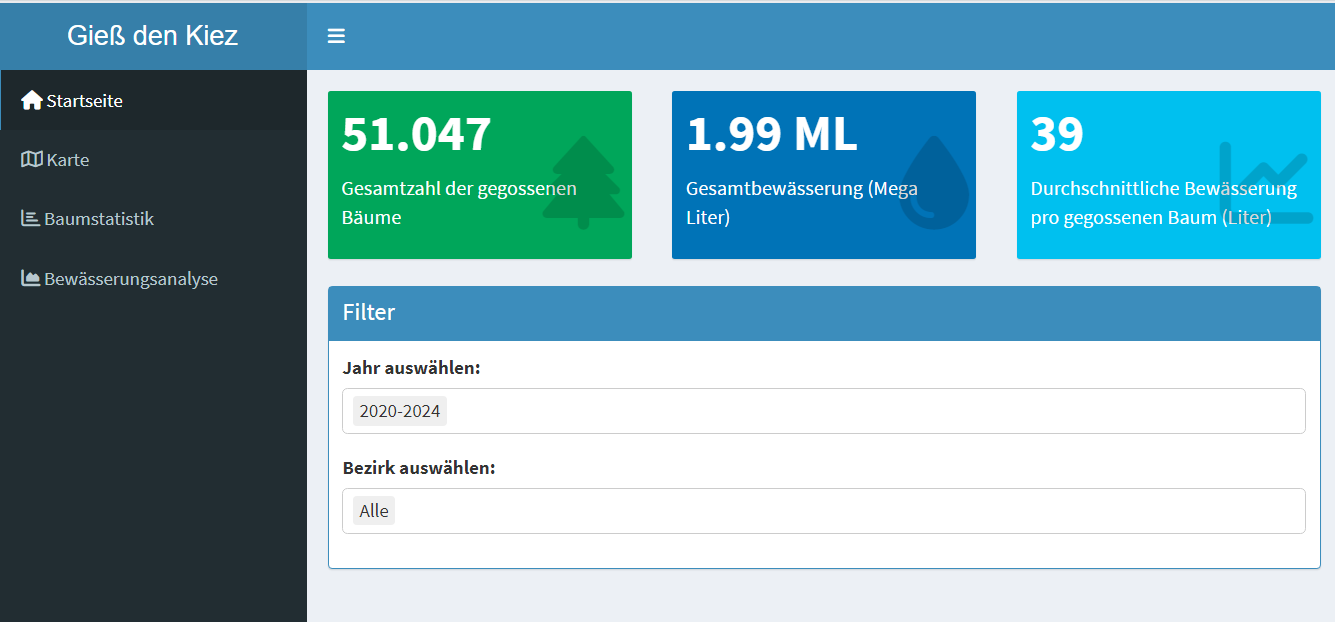 Gieß den Kiez
Startseite
Karte
Baumstatistik
Bewässerungsanalyse
51.047
Gesamtzahl der gegossenen
Bäume
1.99 ML
Gesamtbewässerung (Mega
Liter)
39
Durchschnittliche Bewässerung
pro gegossenen Baum (Liter)
Filter
Jahr auswählen:
2020-2024
Bezirk auswählen:
Alle